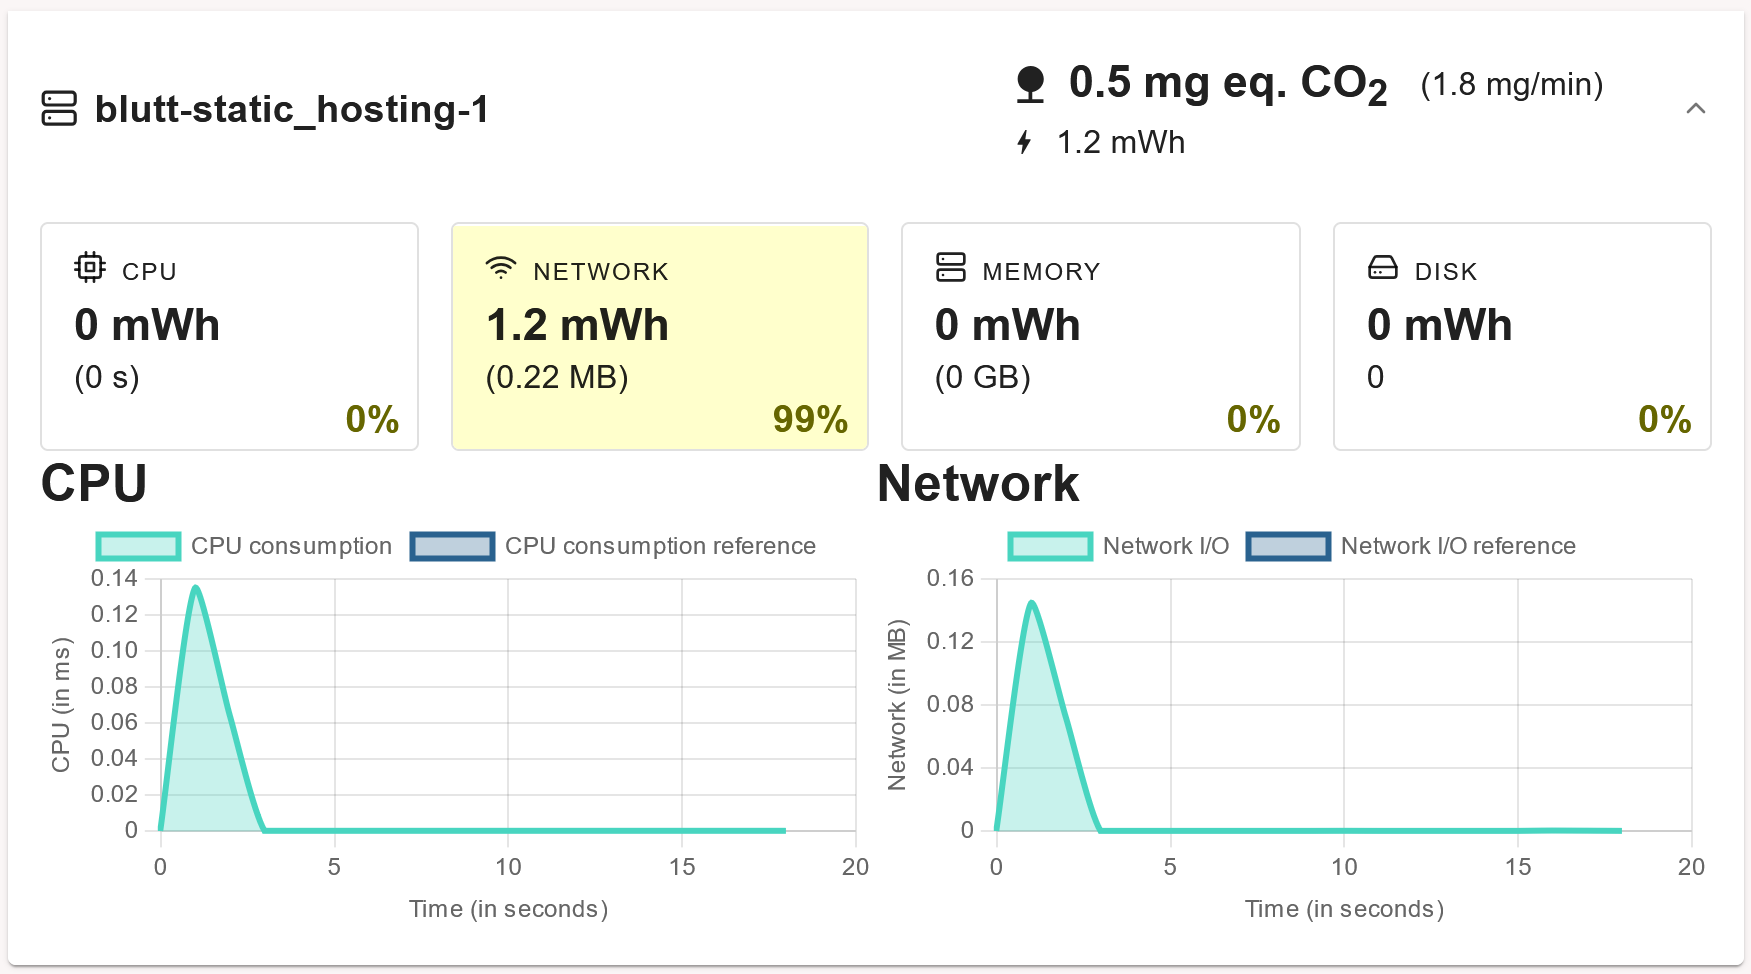 blutt-static_hosting-1
0.5 mg eq. CO2 (1.8 mg/min)
1.2 mWh
CPU
0 mWh
(0 s)
0%
NETWORK
1.2 mWh
(0.22 MB)
99%
MEMORY
0 mWh
(0 GB)
0%
DISK
0 mWh
0
0%
CPU
CPU consumption CPU consumption reference
CPU (in ms)
0.14
0.12
0.10
0.08
0.06
0.04
0.02
0
0 5 10 15 20
Time (in seconds)
Network
Network I/O Network I/O reference
Network (in MB)
0.16
0.12
0.08
0.04
0
0 5 10 15 20
Time (in seconds)